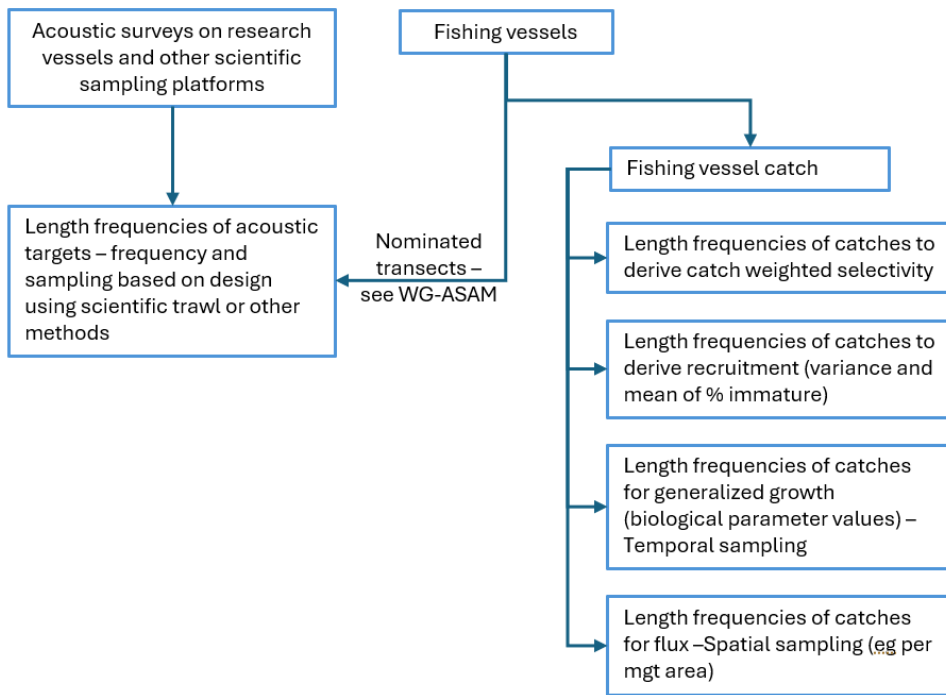 Acoustic surveys on research
vessels and other scientific
sampling platforms
Fishing vessels
Fishing vessel catch
Length frequencies of acoustic
targets – frequency and
sampling based on design
using scientific trawl or other
methods
Nominated
transects –
see WG-ASAM
Length frequencies of catches to
derive catch weighted selectivity
Length frequencies of catches to
derive recruitment (variance and
mean of % immature)
Length frequencies of catches
for generalized growth
(biological parameter values) –
Temporal sampling
Length frequencies of catches
for flux –Spatial sampling (eg per
mgt area)